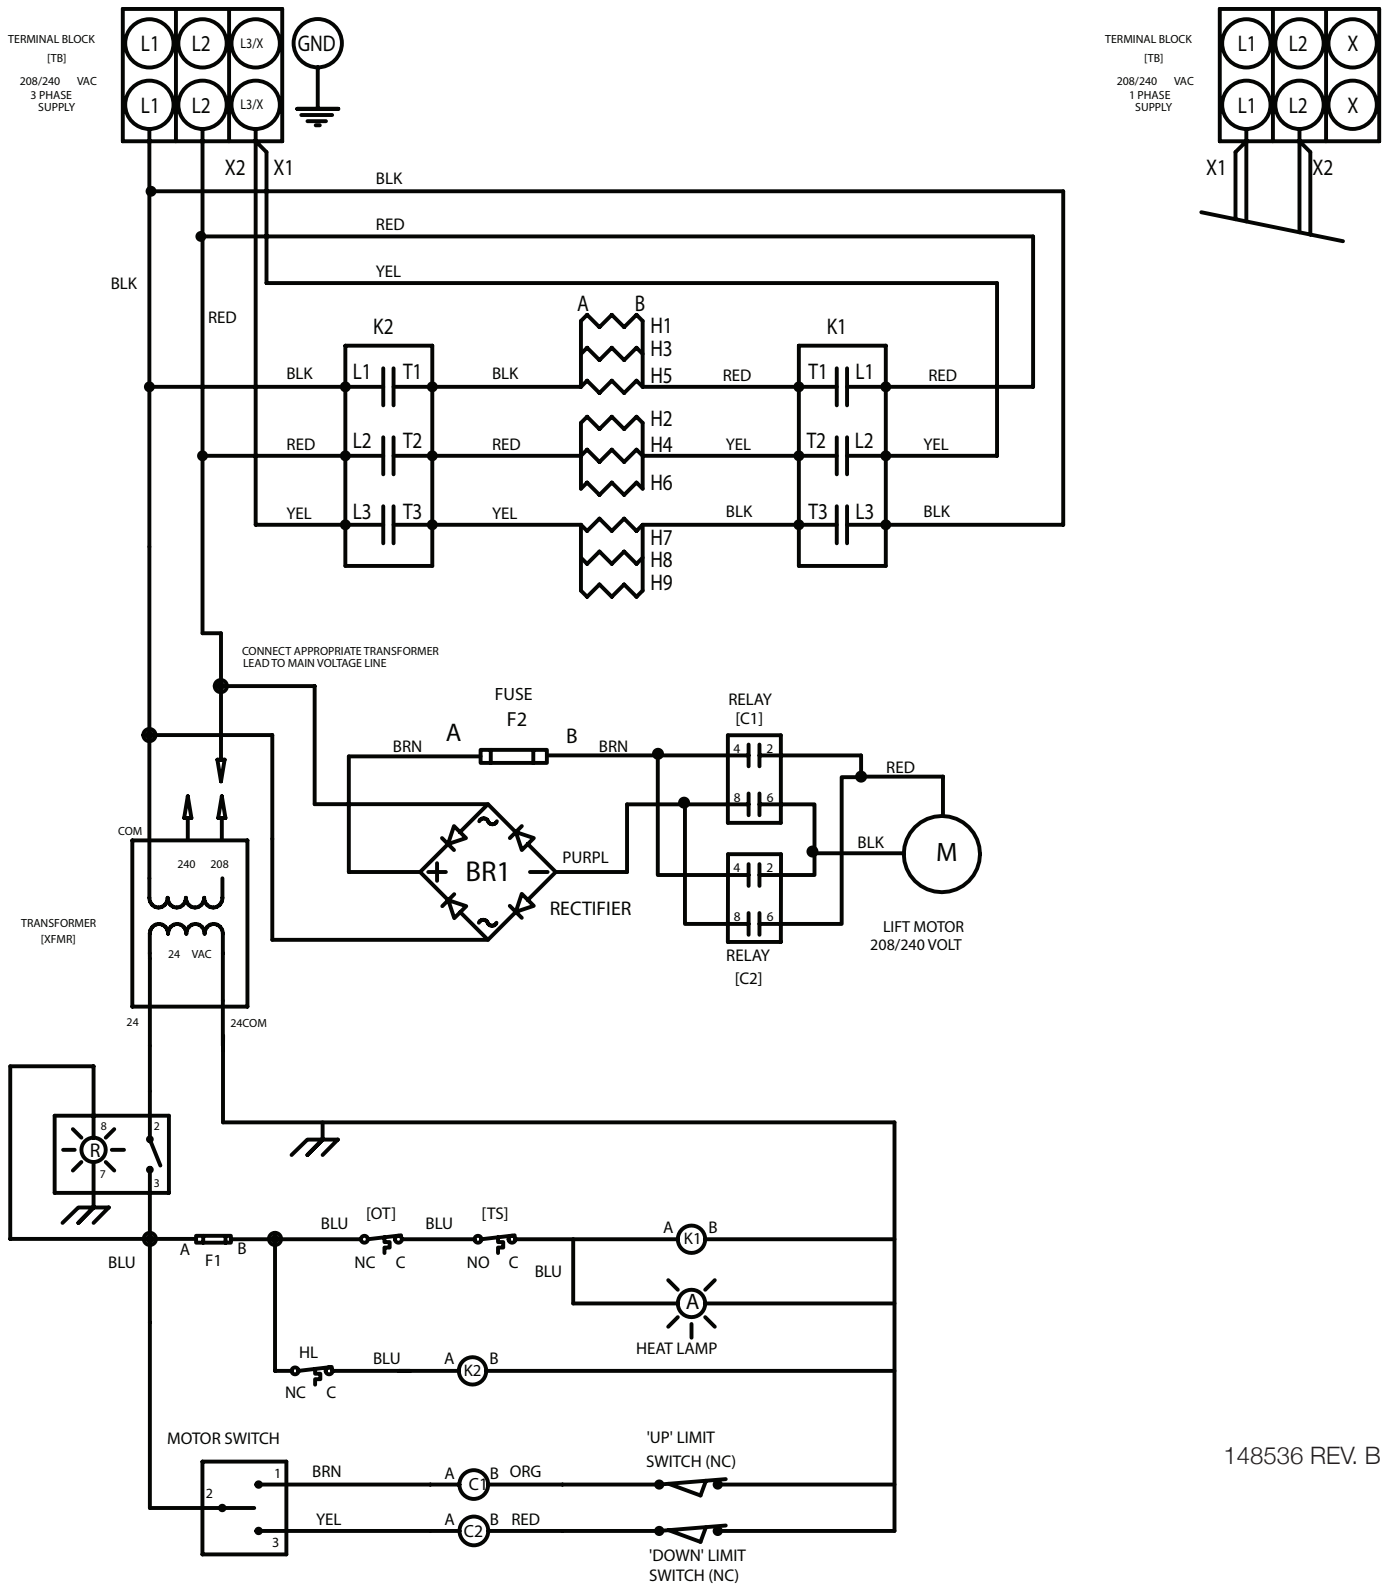 TERMINAL BLOCK
[TB]
208/240 VAC
3 PHASE
SUPPLY
L1 L2 L3/X GND
L1 L2 L3/X
X2 X1
TERMINAL BLOCK
[TB]
208/240 VAC
1 PHASE
SUPPLY
L1 L2 X
L1 L2 X
X1 X2
BLK
RED
YEL
BLK
RED
K2
A B
K1
H1
H3
H5
BLK L1 T1 BLK RED T1 L1 RED
H2
H4
H6
RED L2 T2 RED YEL T2 L2 YEL
YEL L3 T3 YEL BLK T3 L3 BLK
H7
H8
H9
CONNECT APPROPRIATE TRANSFORMER
LEAD TO MAIN VOLTAGE LINE
FUSE
F2
BRN A B BRN
RELAY
[C1]
4 2
8 6
RED
BLK
M
LIFT MOTOR
208/240 VOLT
4 2
8 6
RELAY
[C2]
BR1
PURPL
RECTIFIER
COM
240 208
TRANSFORMER
[XFMR]
24 VAC
24 24COM
8 2
R
7 3
BLU
A F1 B
BLU [OT] BLU [TS]
NC C NO C
BLU
A K1 B
A
HEAT LAMP
HL
NC C
BLU A K2 B
MOTOR SWITCH
1
2
3
BRN A C1 B ORG
'UP' LIMIT
SWITCH (NC)
YEL A C2 B RED
'DOWN' LIMIT
SWITCH (NC)
148536 REV. B